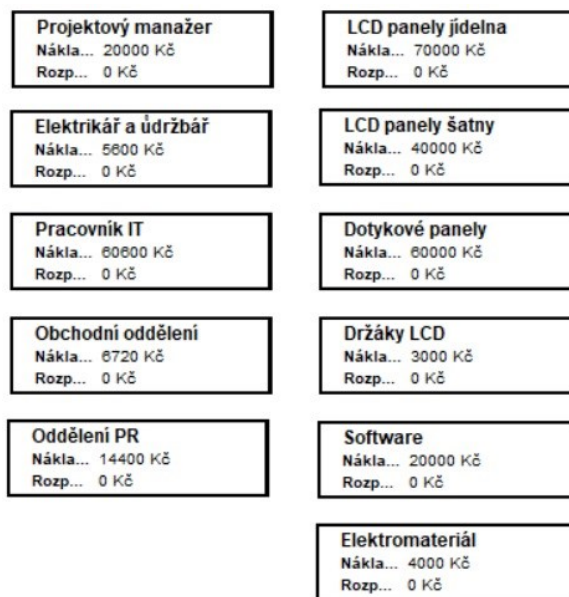 Projektový manažer
Nákla... 20000 Kč
Rozp... 0 Kč
Elektrikář a údržbář
Nákla... 5600 Kč
Rozp... 0 Kč
Pracovník IT
Nákla... 60600 Kč
Rozp... 0 Kč
Obchodní oddělení
Nákla... 6720 Kč
Rozp... 0 Kč
Oddělení PR
Nákla... 14400 Kč
Rozp... 0 Kč
LCD panely jídelna
Nákla... 70000 Kč
Rozp... 0 Kč
LCD panely šatny
Nákla... 40000 Kč
Rozp... 0 Kč
Dotykové panely
Nákla... 60000 Kč
Rozp... 0 Kč
Držáky LCD
Nákla... 3000 Kč
Rozp... 0 Kč
Software
Nákla... 20000 Kč
Rozp... 0 Kč
Elektromateriál
Nákla... 4000 Kč
Rozp... 0 Kč